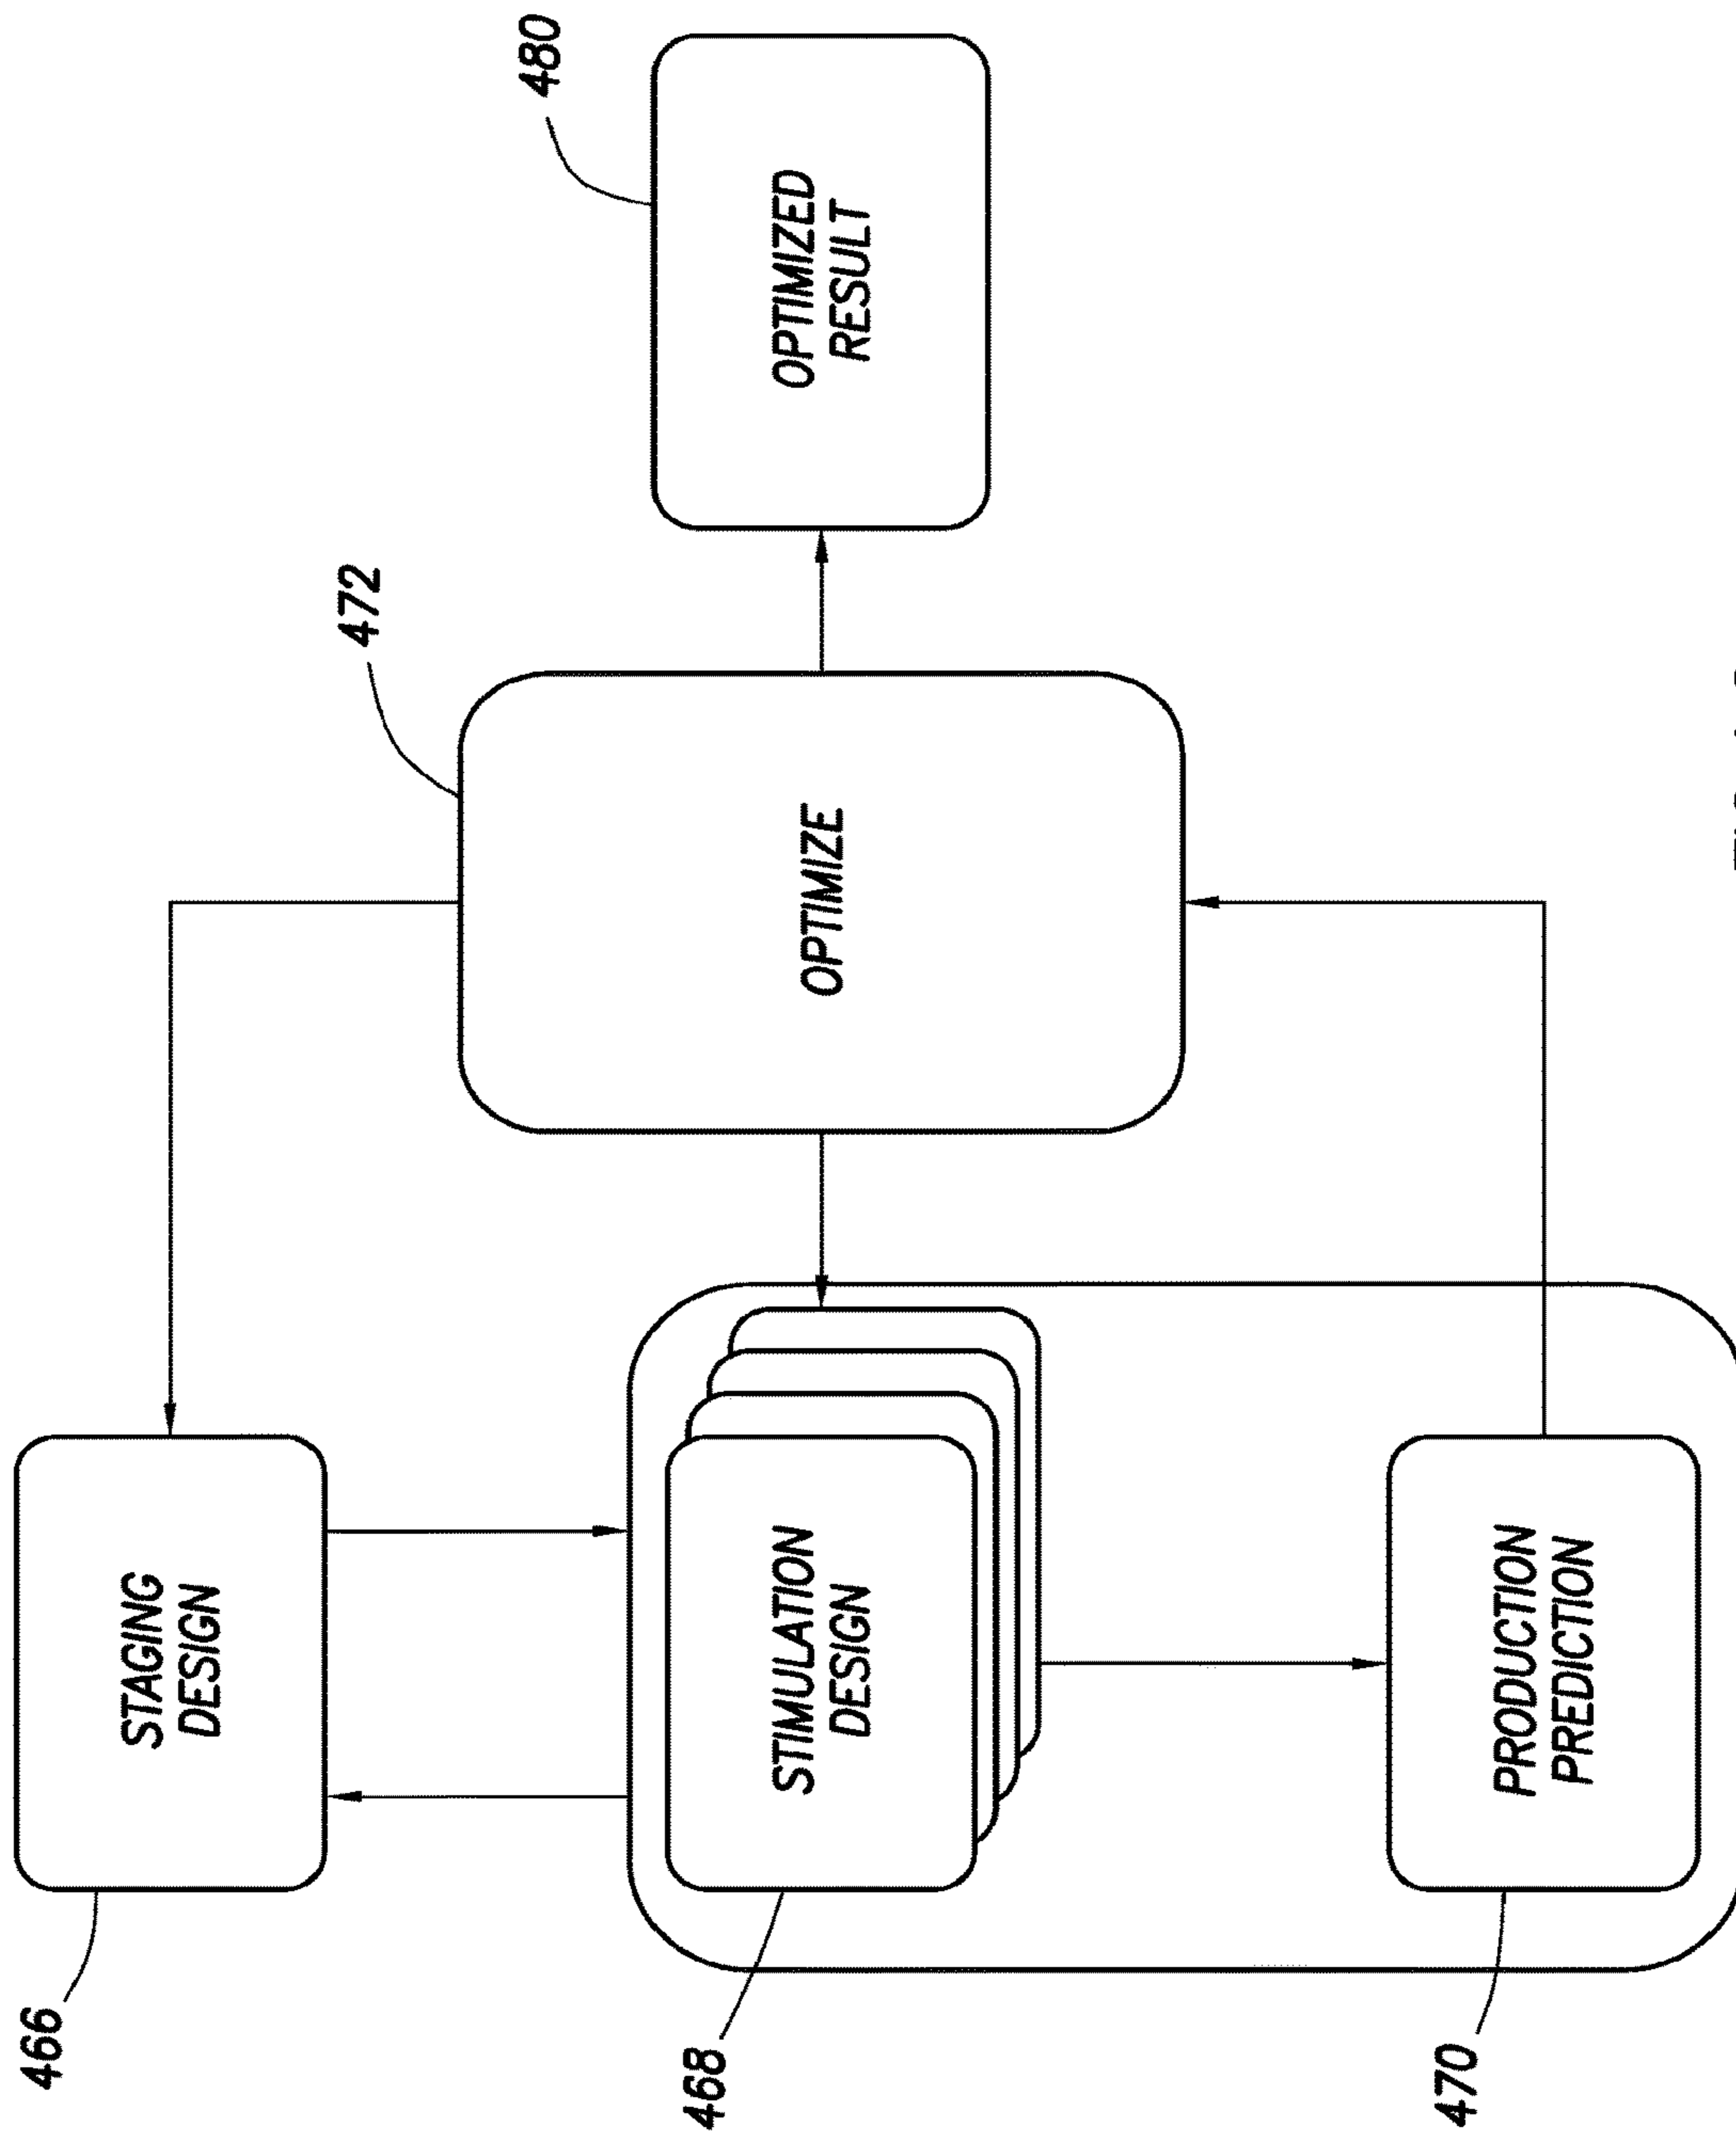 466
STAGING
DESIGN
472
480
468
STIMULATION
DESIGN
OPTIMIZE
OPTIMIZED
RESULT
470
PRODUCTION
PREDICTION